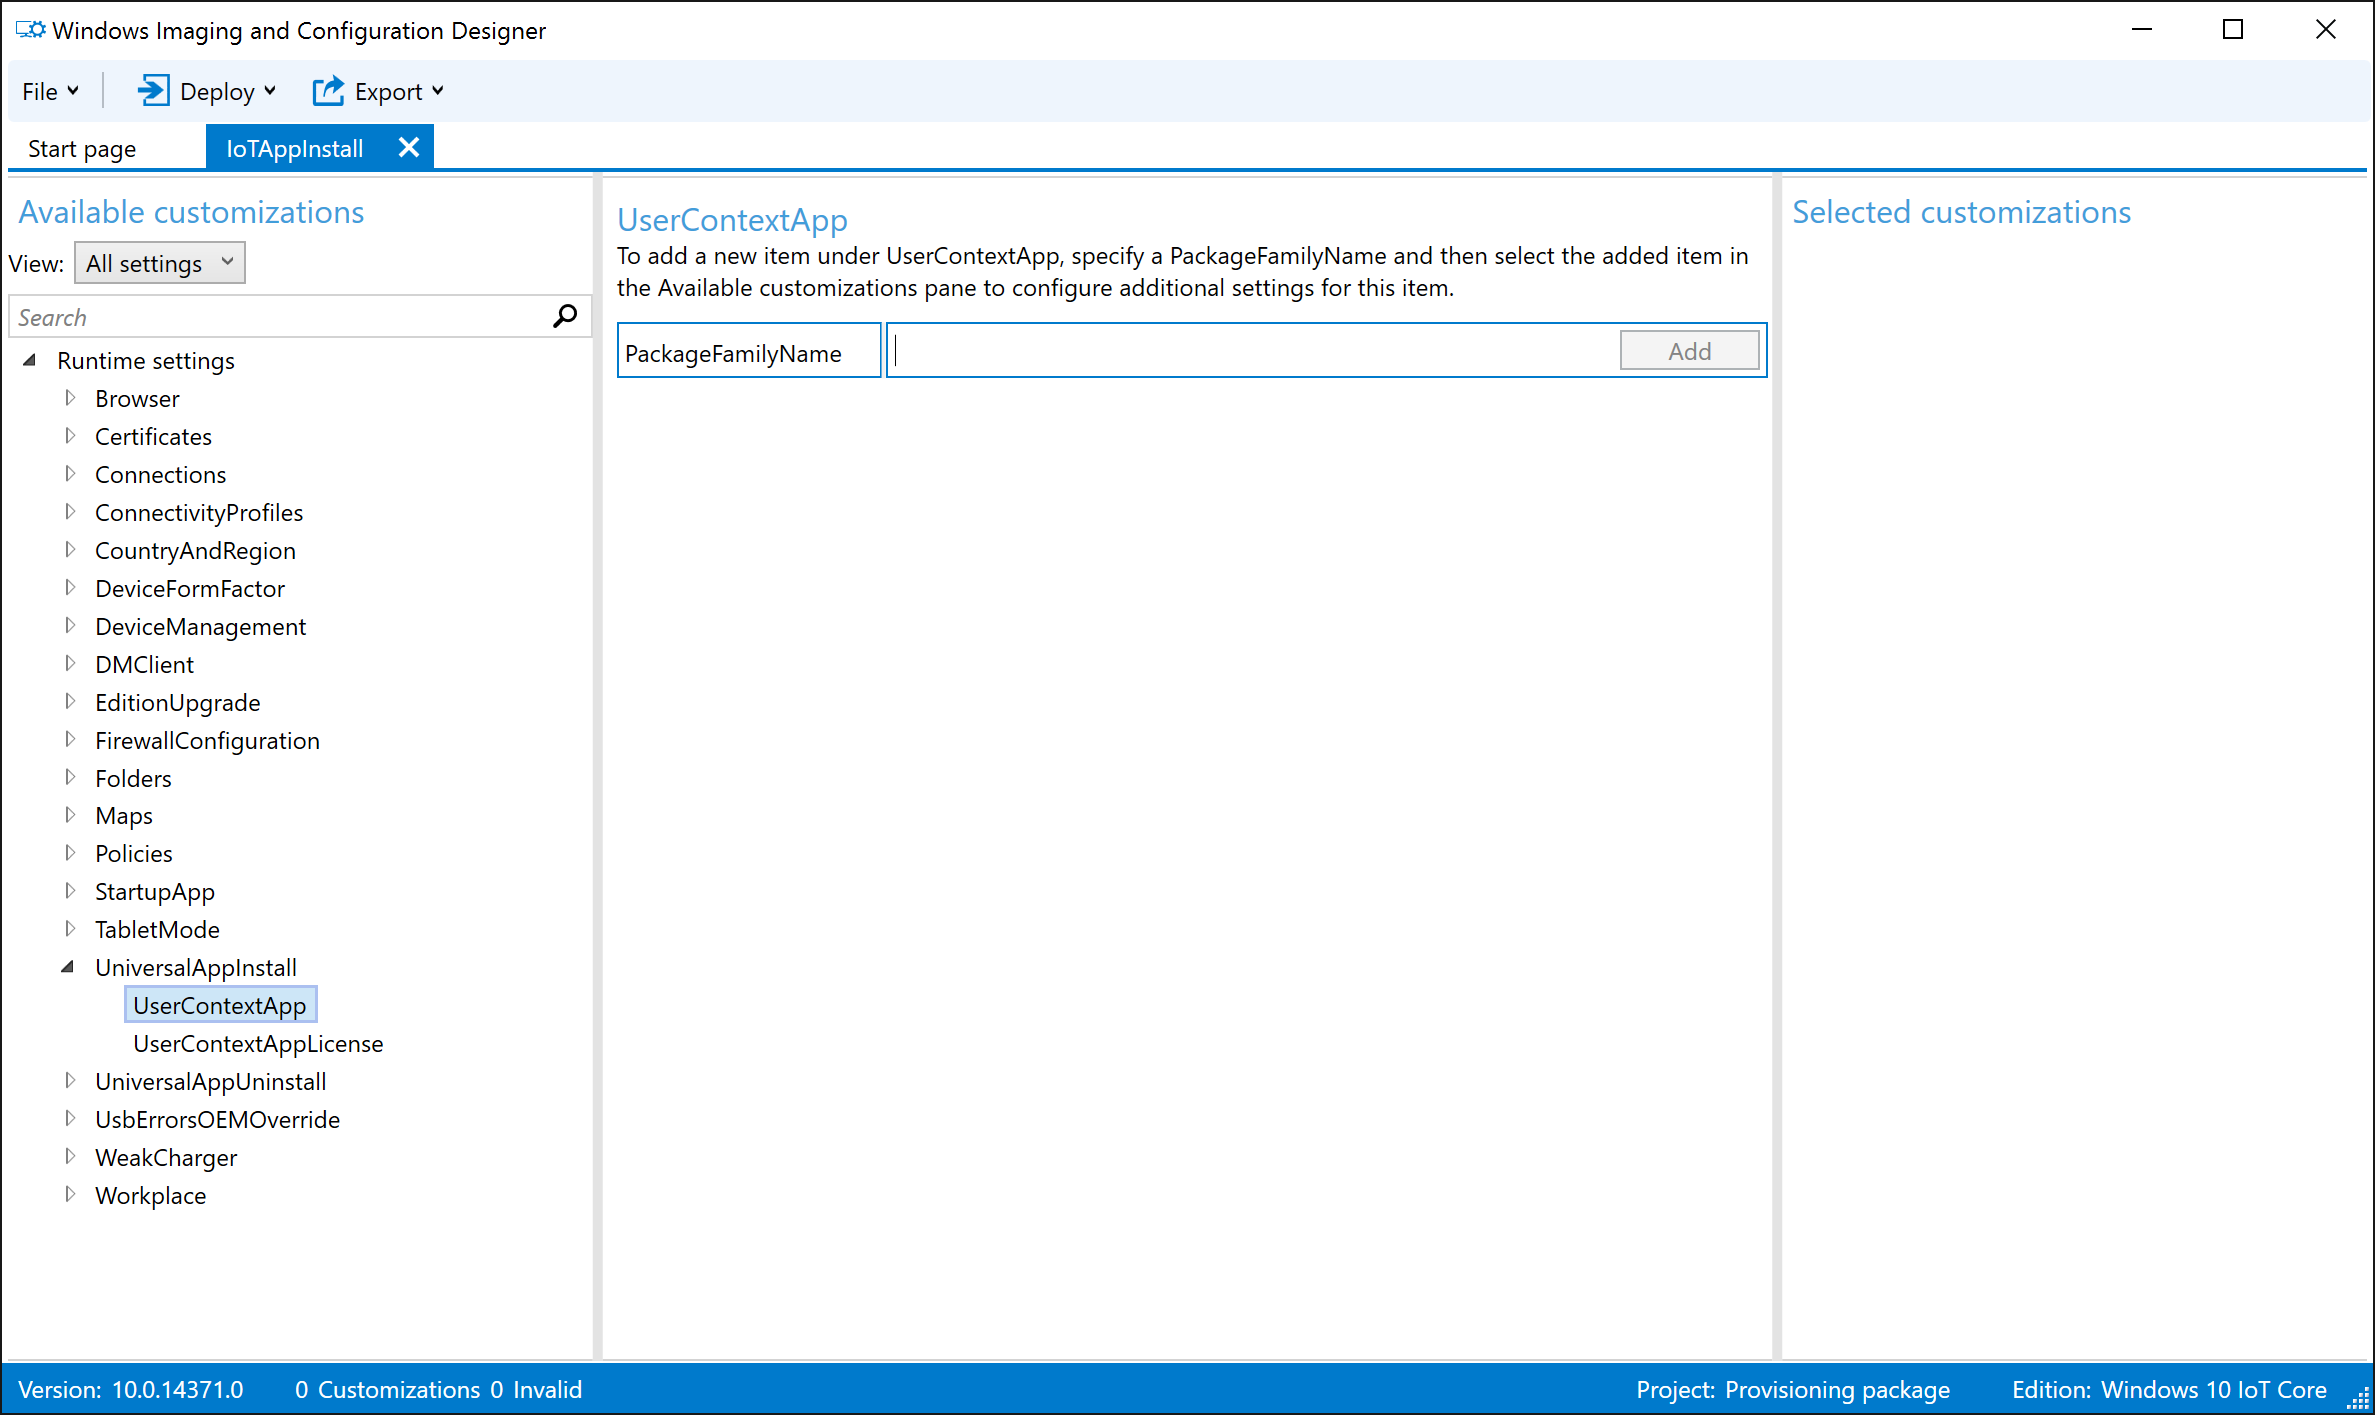 Windows Imaging and Configuration Designer
File Deploy Export
Start page IoTAppInstall
Available customizations
View: All settings
Search
Runtime settings
Browser
Certificates
Connections
ConnectivityProfiles
CountryAndRegion
DeviceFormFactor
DeviceManagement
DMClient
EditionUpgrade
FirewallConfiguration
Folders
Maps
Policies
StartupApp
TabletMode
UniversalAppInstall
UserContextApp
UserContextAppLicense
UniversalAppUninstall
UsbErrorsOEMOverride
WeakCharger
Workplace
UserContextApp
To add a new item under UserContextApp, specify a PackageFamilyName and then select the added item in
the Available customizations pane to configure additional settings for this item.
PackageFamilyName Add
Selected customizations
Version: 10.0.14371.0 0 Customizations 0 Invalid Project: Provisioning package Edition: Windows 10 IoT Core